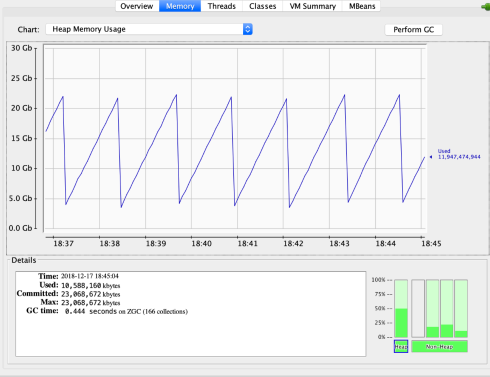 Overview Memory Threads Classes VM Summary MBeans
Chart: Heap Memory Usage Perform GC
30 Gb
25 Gb
20 Gb
15 Gb
10 Gb
5.0 Gb
0.0 Gb
Used
11,947,474,944
18:37 18:38 18:39 18:40 18:41 18:42 18:43 18:44 18:45
Details
Time: 2018-12-17 18:45:04
Used: 10,588,160 kbytes
Committed: 23,068,672 kbytes
Max: 23,068,672 kbytes
GC time: 0.444 seconds on ZGC (166 collections)
100% --
75% --
50% --
25% --
0% --
Heap Non-Heap